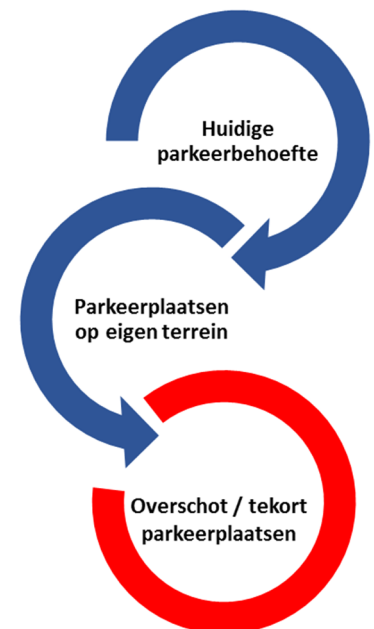 Huidige
parkeerbehoefte
Parkeerplaatsen
op eigen terrein
Overschot / tekort
parkeerplaatsen